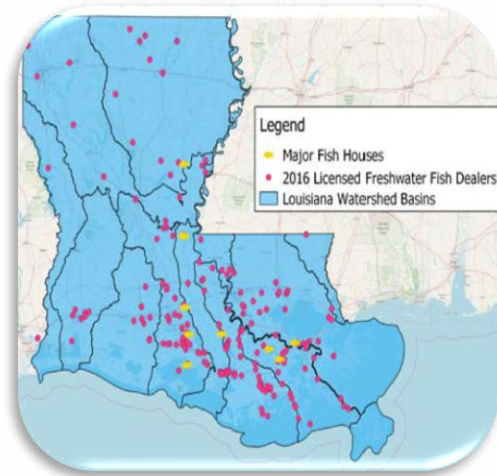 Legend
Major Fish Houses
2016 Licensed Freshwater Fish Dealers
Louisiana Watershed Basins